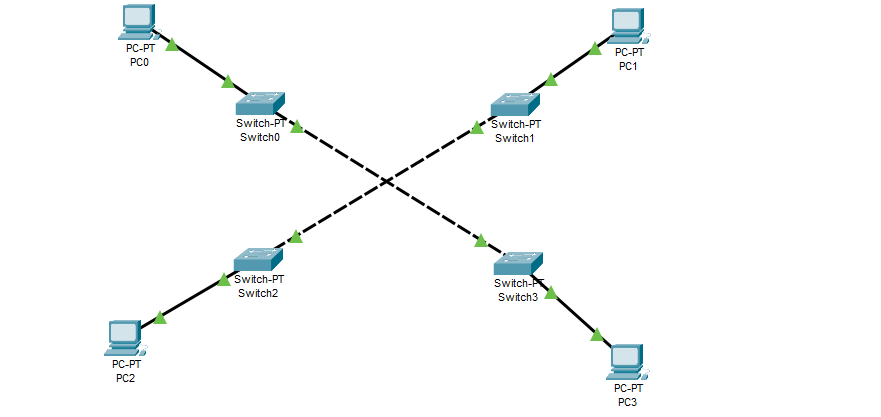 PC-PT
PC0
PC-PT
PC1
Switch-PT
Switch0
Switch-PT
Switch1
Switch-PT
Switch2
Switch-PT
Switch3
PC-PT
PC2
PC-PT
PC3